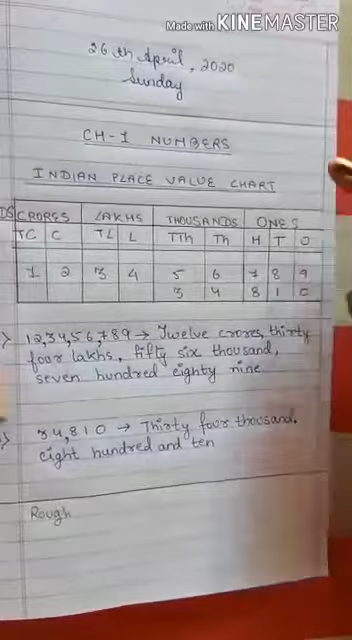 Made with KINEMASTER
26th April, 2020
Sunday
CH-1 NUMBERS
INDIAN PLACE VALUE CHART
CRORES LAKHS THOUSANDS ONES
TC C TL L TTh Th H T O
1 2 3 4 5 6 7 8 9
3 4 8 1 0
12,34,56,789 → Twelve crores, thirty
four lakhs, fifty six thousand,
seven hundred eighty nine
34,810 → Thirty four thousand.
eight hundred and ten
Rough